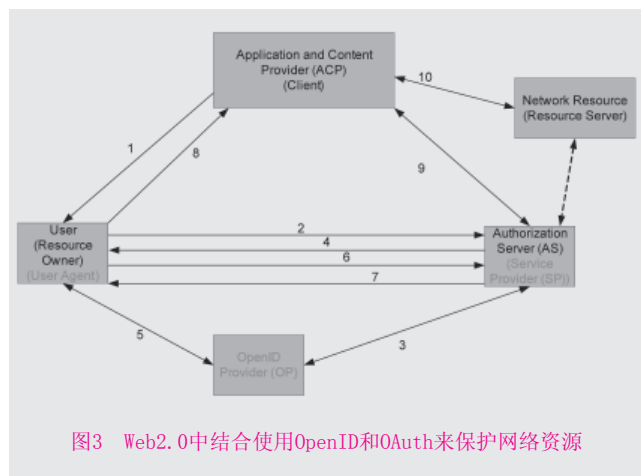 Application and Content
Provider (ACP)
(Client)
10
Network Resource
(Resource Server)
1
8
9
User
(Resource
Owner)
(User Agent)
2
4
6
7
Authorization
Server (AS)
(Service
Provider (SP))
5
3
OpenID
Provider (OP)
图3 Web2.0中结合使用OpenID和OAuth来保护网络资源